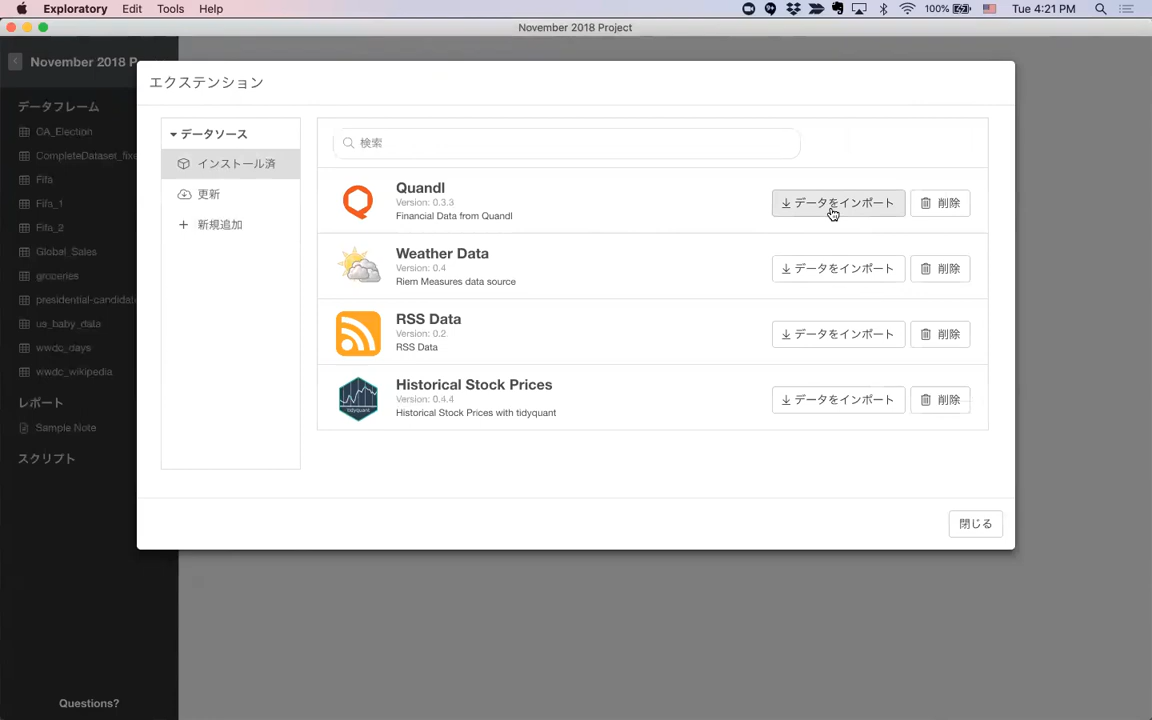 Exploratory Edit Tools Help 100% Tue 4:21 PM
November 2018 Project
November 2018 P
エクステンション
データフレーム
CA_Election
CompleteDataset_fixe
Fifa
Fifa_1
Fifa_2
Global_Sales
groceries
presidential-candidate
us_baby_data
wwdc_days
wwdc_wikipedia
レポート
Sample Note
スクリプト
Questions?
データソース
インストール済
更新
新規追加
検索
Quandl
Version: 0.3.3
Financial Data from Quandl
データをインポート 削除
Weather Data
Version: 0.4
Riem Measures data source
データをインポート 削除
RSS Data
Version: 0.2
RSS Data
データをインポート 削除
tidyquant
Historical Stock Prices
Version: 0.4.4
Historical Stock Prices with tidyquant
データをインポート 削除
閉じる